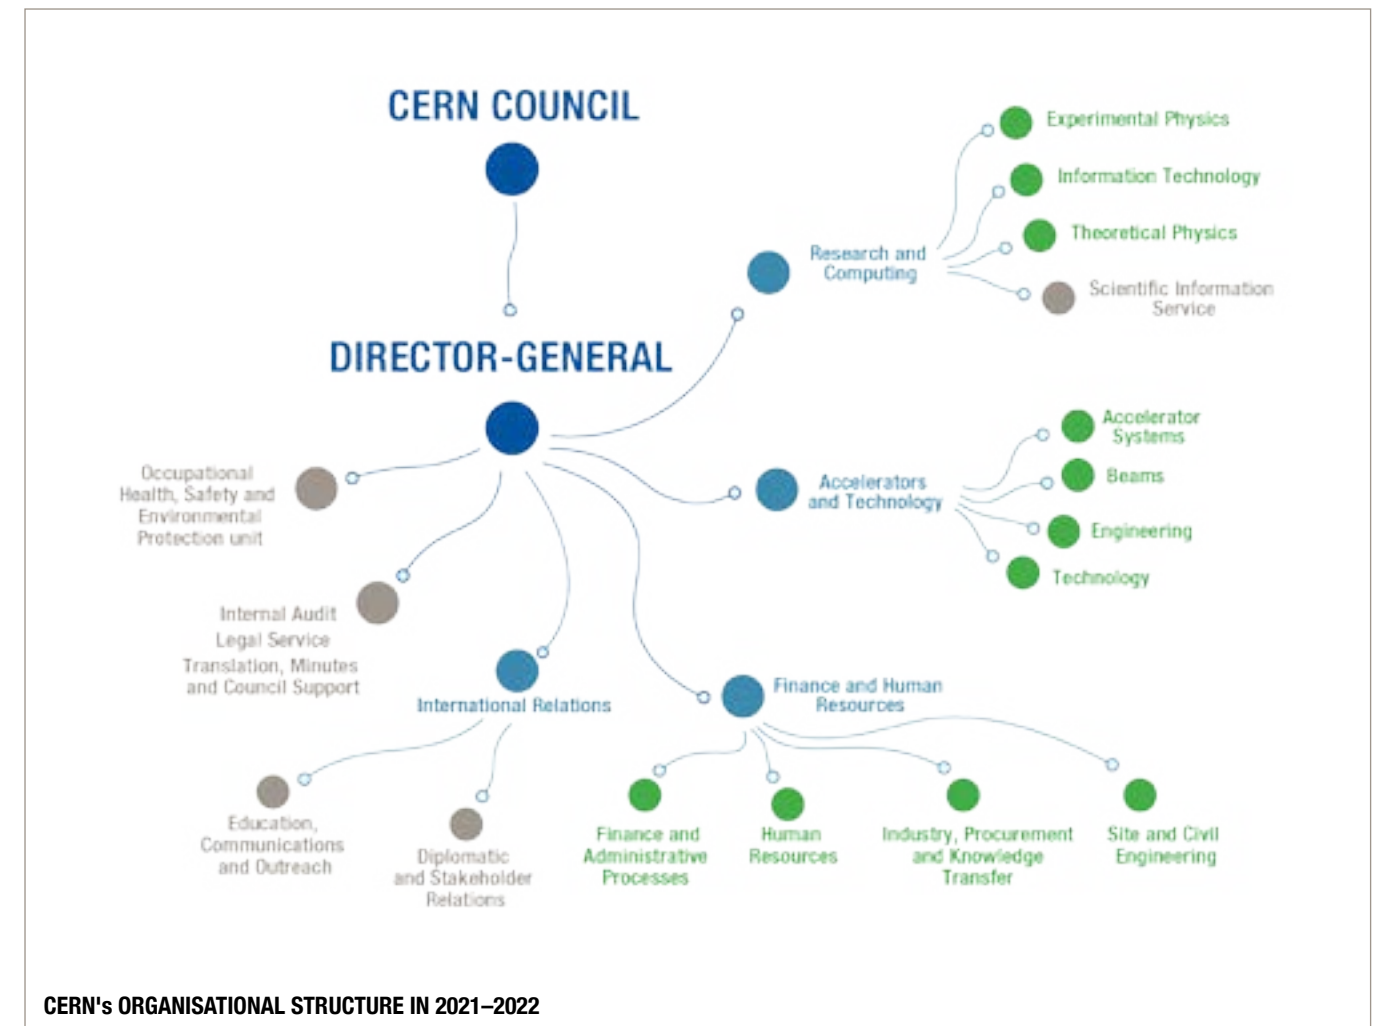 CERN COUNCIL
DIRECTOR-GENERAL
Research and
Computing
Experimental Physics
Information Technology
Theoretical Physics
Scientific Information
Service
Accelerators
and Technology
Accelerator
Systems
Beams
Engineering
Technology
Occupational
Health, Safety and
Environmental
Protection unit
Internal Audit
Legal Service
Translation, Minutes
and Council Support
International Relations
Education,
Communications
and Outreach
Diplomatic
and Stakeholder
Relations
Finance and Human
Resources
Finance and
Administrative
Processes
Human
Resources
Industry, Procurement
and Knowledge
Transfer
Site and Civil
Engineering
CERN's ORGANISATIONAL STRUCTURE IN 2021–2022